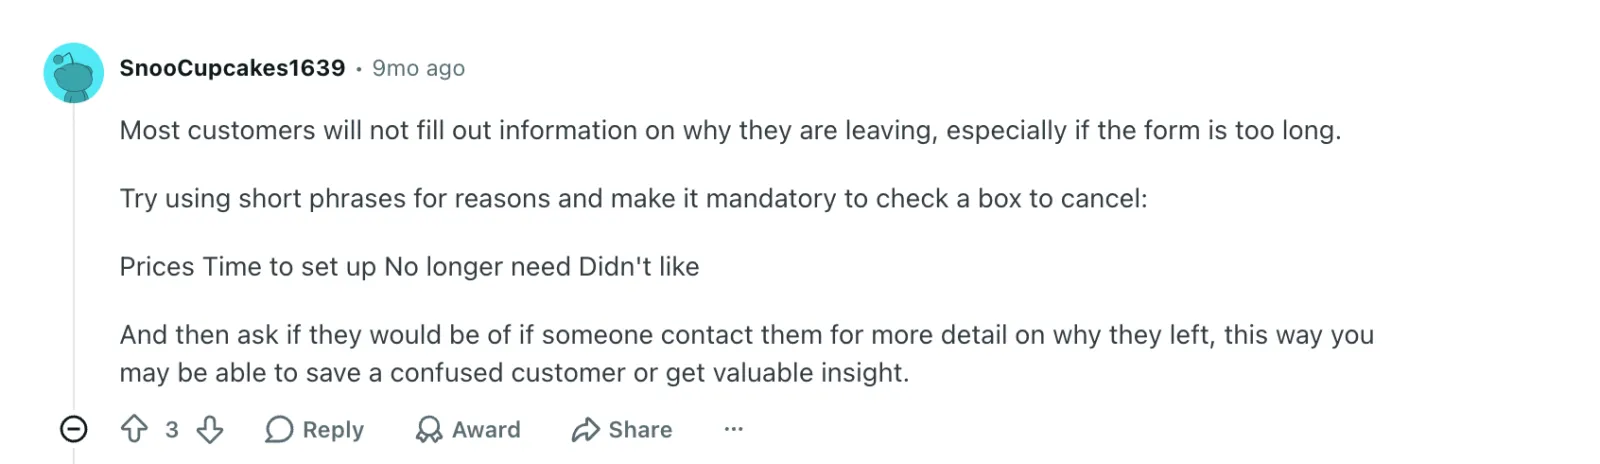 SnooCupcakes1639 • 9mo ago
Most customers will not fill out information on why they are leaving, especially if the form is too long.
Try using short phrases for reasons and make it mandatory to check a box to cancel:
Prices Time to set up No longer need Didn't like
And then ask if they would be of if someone contact them for more detail on why they left, this way you
may be able to save a confused customer or get valuable insight.
3 Reply Award Share ...